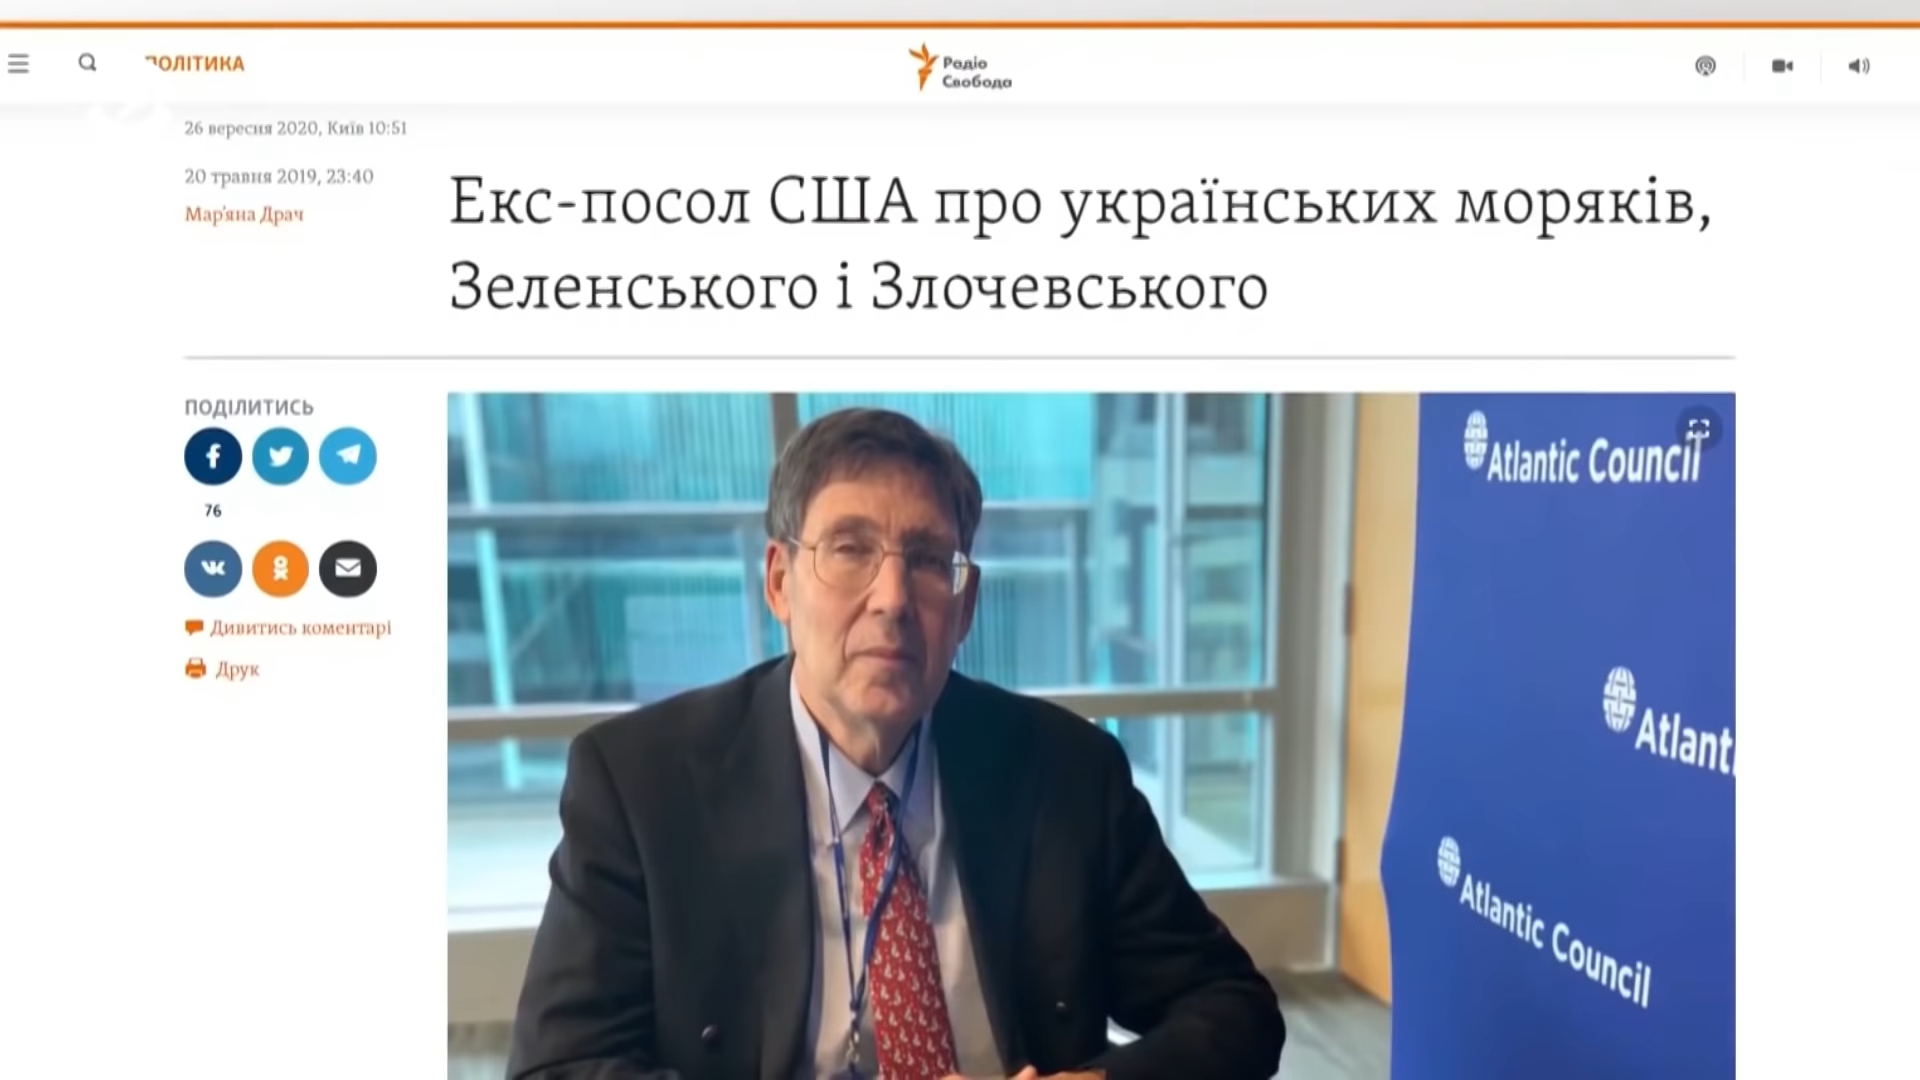 ПОЛІТИКА
Радіо
Свобода
26 вересня 2020, Київ 10:51
20 травня 2019, 23:40
Мар'яна Драч
Екс-посол США про українських моряків,
Зеленського і Злочевського
ПОДІЛИТИСЬ
76
Дивитись коментарі
Друк
Atlantic Council
Atlant
Atlantic Council